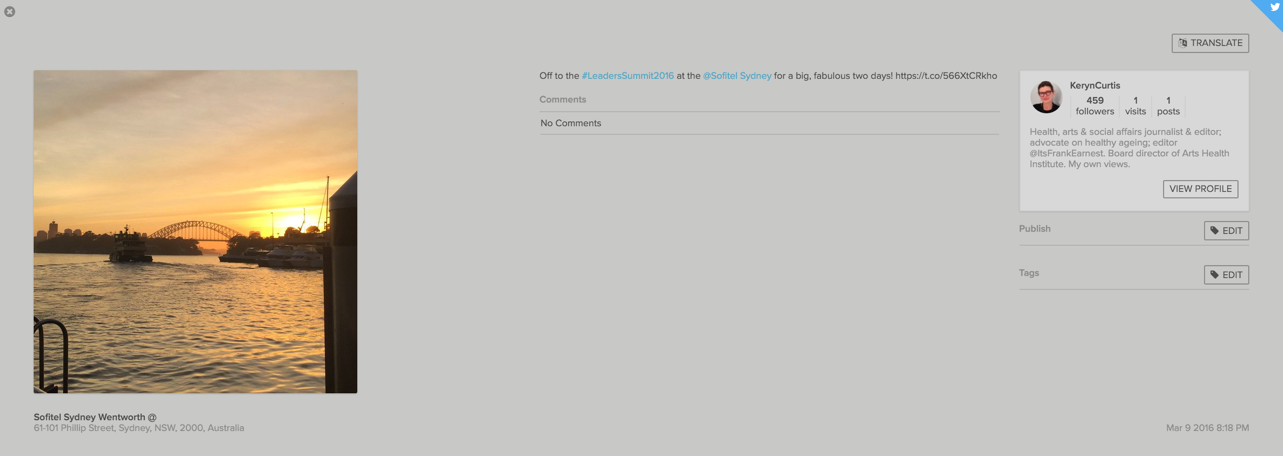 TRANSLATE
Off to the #LeadersSummit2016 at the @Sofitel Sydney for a big, fabulous two days! https://t.co/566XtCRkho
Comments
No Comments
KerynCurtis
459 1 1
followers visits posts
Health, arts & social affairs journalist & editor;
advocate on healthy ageing; editor
@ItsFrankEarnest. Board director of Arts Health
Institute. My own views.
VIEW PROFILE
Publish EDIT
Tags EDIT
Sofitel Sydney Wentworth @
61-101 Phillip Street, Sydney, NSW, 2000, Australia
Mar 9 2016 8:18 PM